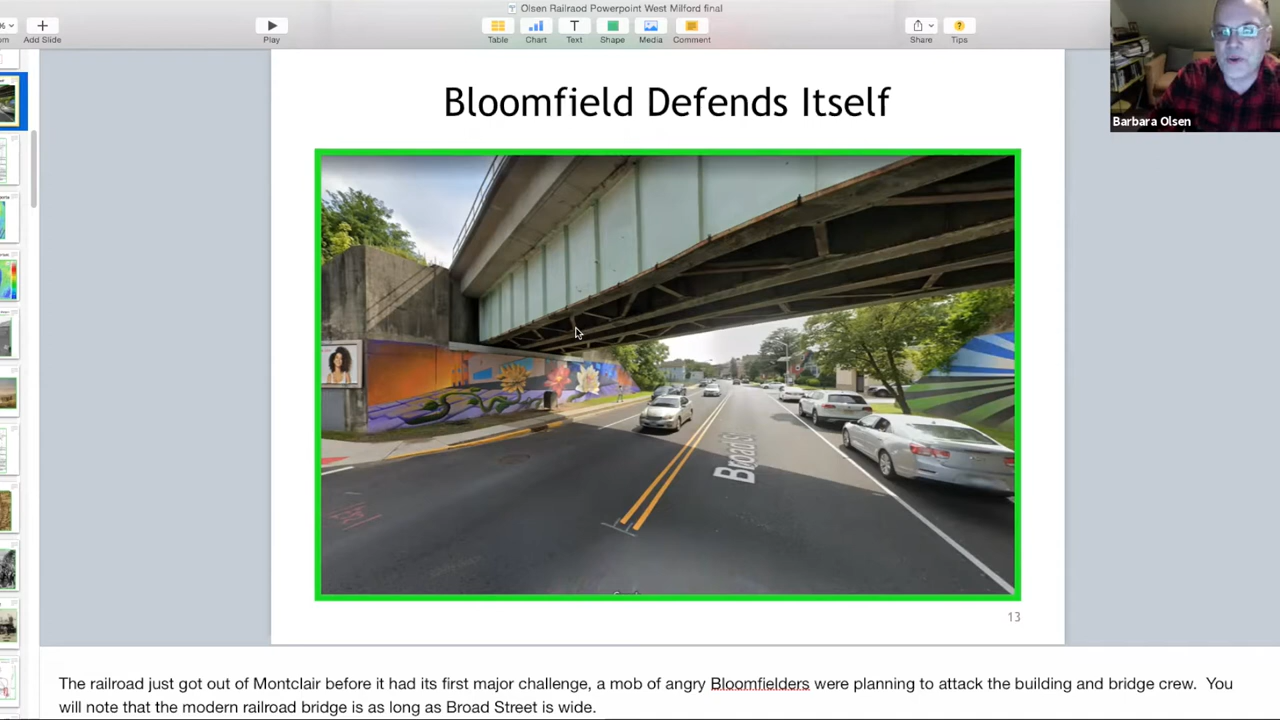 Olsen Railraod Powerpoint West Milford final
Add Slide
Play
Table
Chart
Text
Shape
Media
Comment
Share
Tips
Barbara Olsen
Bloomfield Defends Itself
Broad St
13
The railroad just got out of Montclair before it had its first major challenge, a mob of angry Bloomfielders were planning to attack the building and bridge crew. You
will note that the modern railroad bridge is as long as Broad Street is wide.